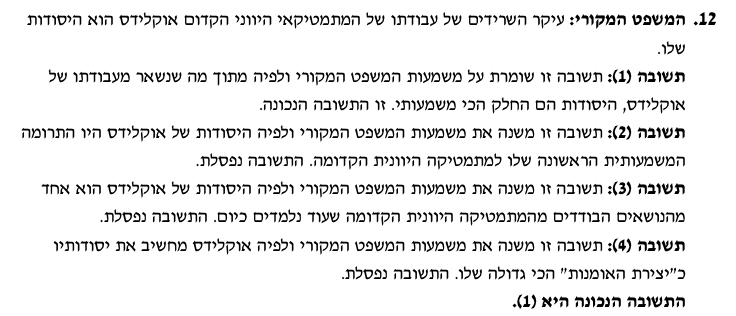 12. המשפט המקורי: עיקר השרידים של עבודתו של המתמטיקאי היווני הקדום אוקלידס הוא היסודות
שלו.
תשובה (1): תשובה זו שומרת על משמעות המשפט המקורי ולפיה מתוך מה שנשאר מעבודתו של
אוקלידס, היסודות הם החלק הכי משמעותי. זו התשובה הנכונה.
תשובה (2): תשובה זו משנה את משמעות המשפט המקורי ולפיה היסודות של אוקלידס היו התרומה
המשמעותית הראשונה שלו למתמטיקה היוונית הקדומה. התשובה נפסלת.
תשובה (3): תשובה זו משנה את משמעות המשפט המקורי ולפיה היסודות של אוקלידס הוא אחד
מהנושאים הבודדים מהמתמטיקה היוונית הקדומה שעוד נלמדים כיום. התשובה נפסלת.
תשובה (4): תשובה זו משנה את משמעות המשפט המקורי ולפיה אוקלידס מחשיב את יסודותיו
כ"יצירת האומנות" הכי גדולה שלו. התשובה נפסלת.
התשובה הנכונה היא (1).